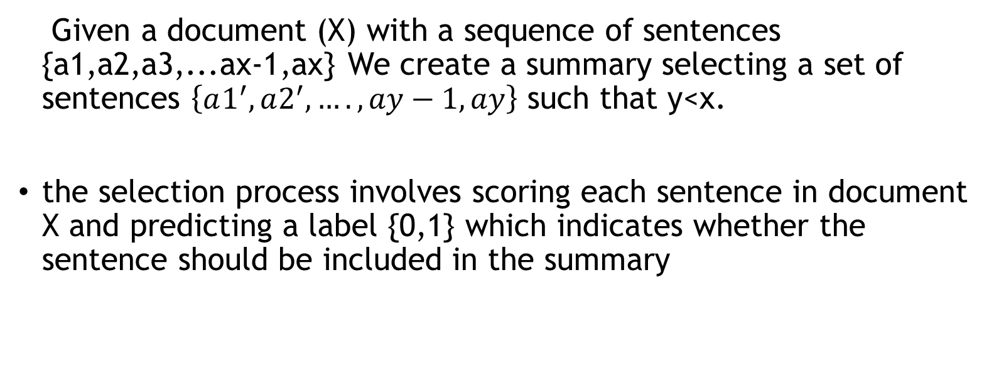 Given a document (X) with a sequence of sentences
{a1,a2,a3,...ax-1,ax} We create a summary selecting a set of
sentences {𝑎1′, 𝑎2′, … . , 𝑎𝑦 − 1, 𝑎𝑦} such that y<x.
• the selection process involves scoring each sentence in document
X and predicting a label {0,1} which indicates whether the
sentence should be included in the summary